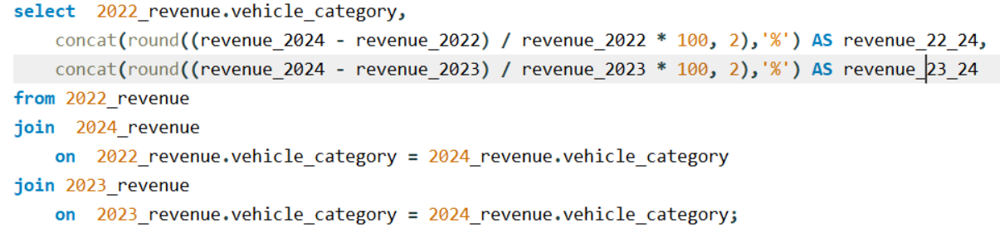 select  2022_revenue.vehicle_category,
    concat(round((revenue_2024 - revenue_2022) / revenue_2022 * 100, 2),'%') AS revenue_22_24,
    concat(round((revenue_2024 - revenue_2023) / revenue_2023 * 100, 2),'%') AS revenue_23_24
from 2022_revenue
join  2024_revenue
    on  2022_revenue.vehicle_category = 2024_revenue.vehicle_category
join 2023_revenue
    on  2023_revenue.vehicle_category = 2024_revenue.vehicle_category;